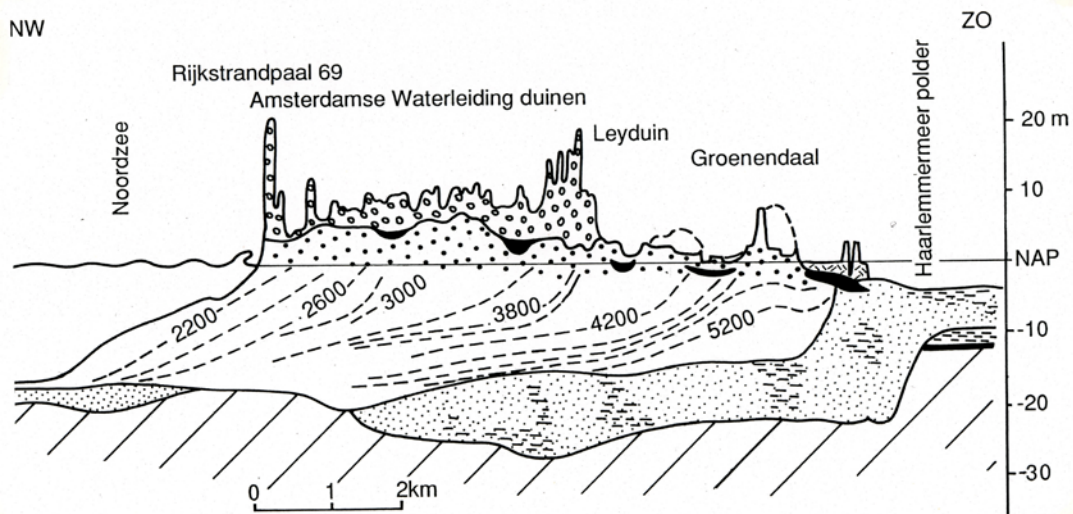 NW
ZO
Rijkstrandpaal 69
Amsterdamse Waterleiding duinen
Leyduin
Groenendaal
Noordzee
Haarlemmermeer polder
20 m
10
NAP
-10
-20
-30
2200
2600
3000
3800
4200
5200
0 1 2km